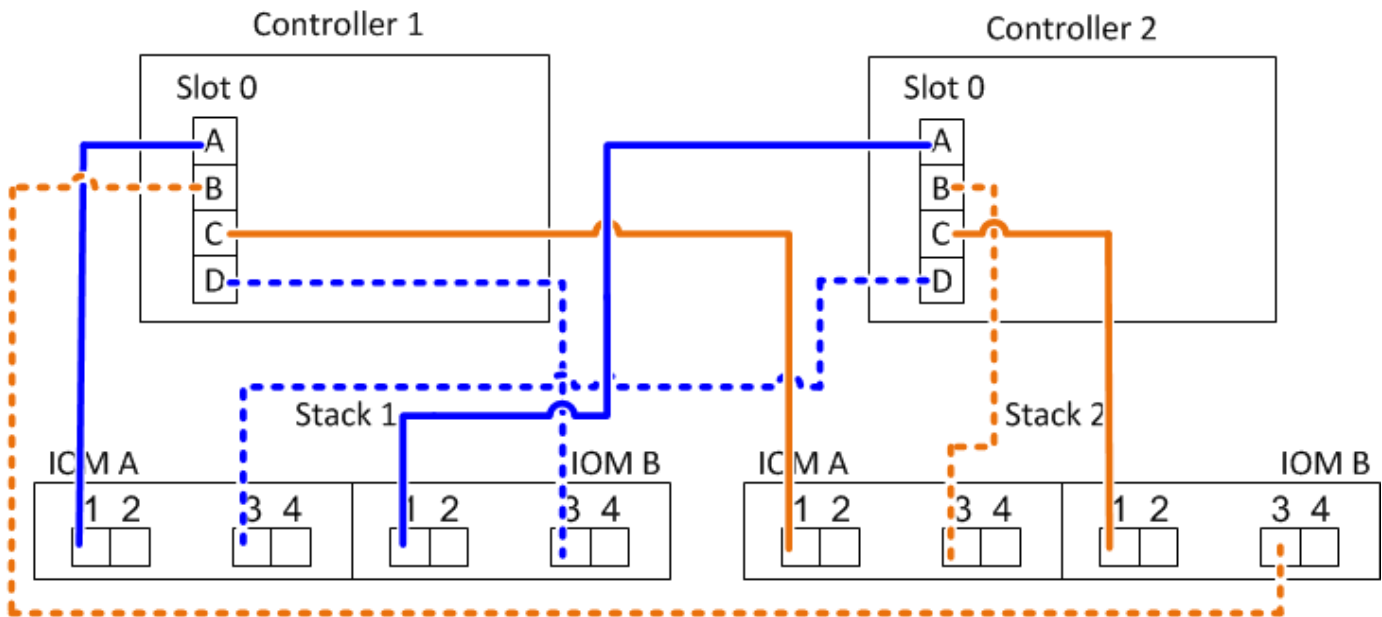 Controller 1
Controller 2
Slot 0
Slot 0
A
A
B
B
C
C
D
D
Stack 1
Stack 2
IOM A
IOM B
IOM A
IOM B
1 2
3 4
1 2
3 4
1 2
3 4
1 2
3 4